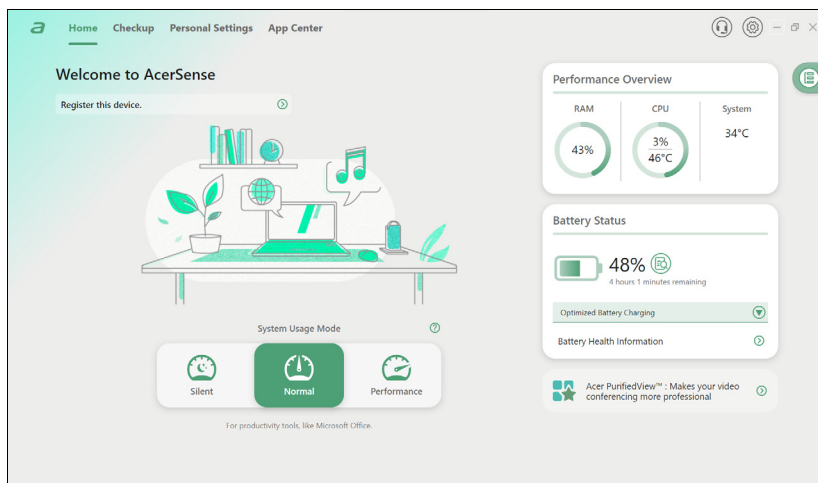 a
Home Checkup Personal Settings App Center
Welcome to AcerSense
Register this device.
System Usage Mode
Silent
Normal
Performance
For productivity tools, like Microsoft Office.
Performance Overview
RAM
43%
CPU
3%
46°C
System
34°C
Battery Status
48%
4 hours 1 minutes remaining
Optimized Battery Charging
Battery Health Information
Acer PurifiedView™ : Makes your video
conferencing more professional